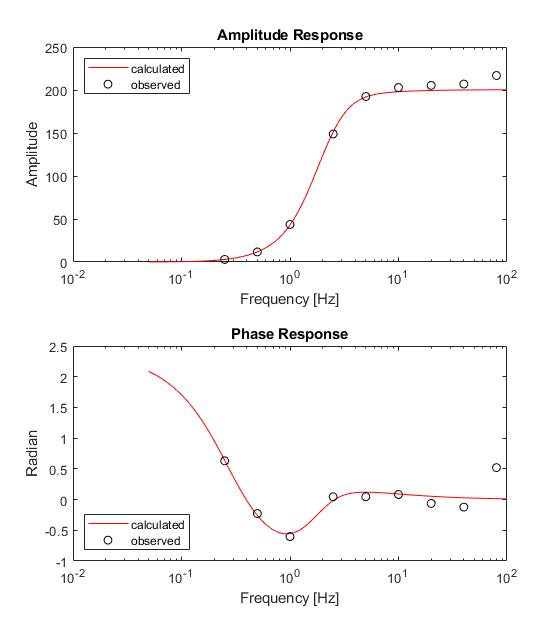 Amplitude Response
250
200
150
100
50
0
Amplitude
calculated
observed
10^-2 10^-1 10^0 10^1 10^2
Frequency [Hz]
Phase Response
2.5
2
1.5
1
0.5
0
-0.5
-1
Radian
calculated
observed
10^-2 10^-1 10^0 10^1 10^2
Frequency [Hz]